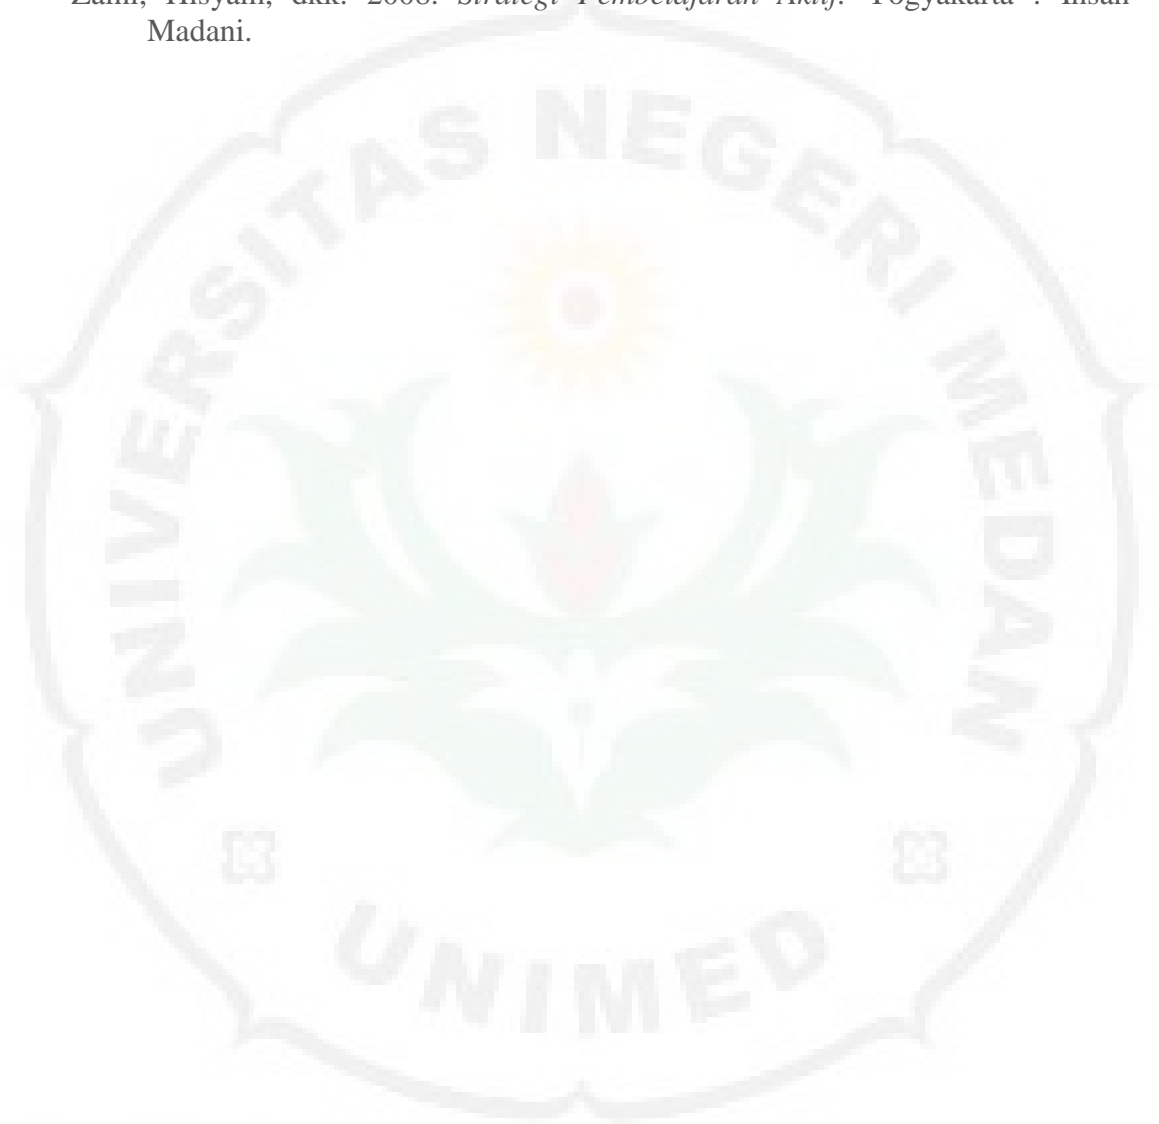 Zaini, Hisyam, dkk. 2008. Strategi Pembelajaran Aktif. Yogyakarta : Insan
Madani.
UNIVERSITAS NEGERI MEDAN
UNIMED